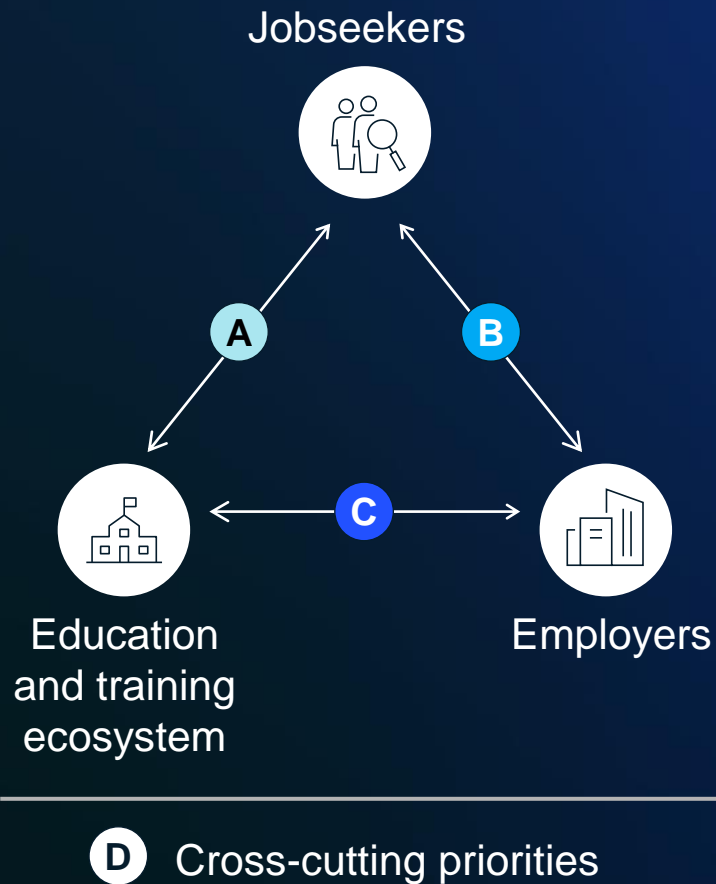 Jobseekers
A
B
C
Education
and training
ecosystem
Employers
D Cross-cutting priorities